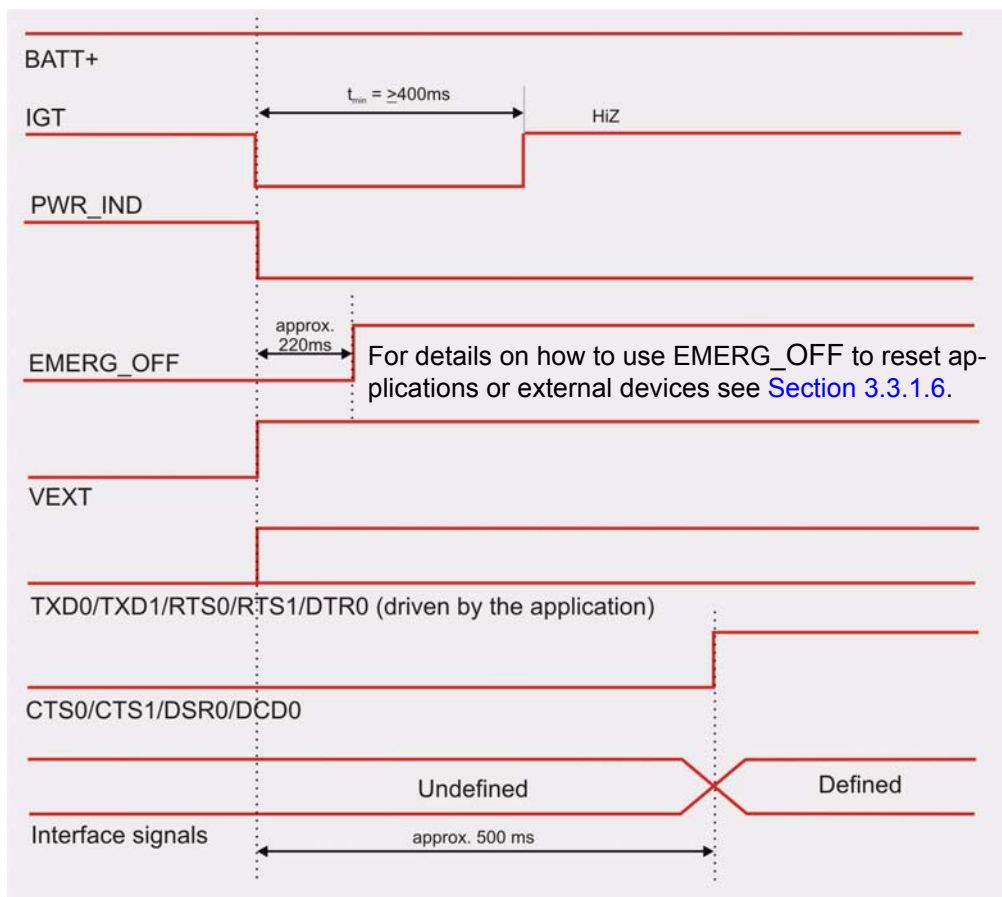 BATT+
t_min = ≥400ms
IGT
HiZ
PWR_IND
approx.
220ms
EMERG_OFF
For details on how to use EMERG_OFF to reset ap-
plications or external devices see Section 3.3.1.6.
VEXT
TXD0/TXD1/RTS0/RTS1/DTR0 (driven by the application)
CTS0/CTS1/DSR0/DCD0
Undefined
Defined
Interface signals
approx. 500 ms